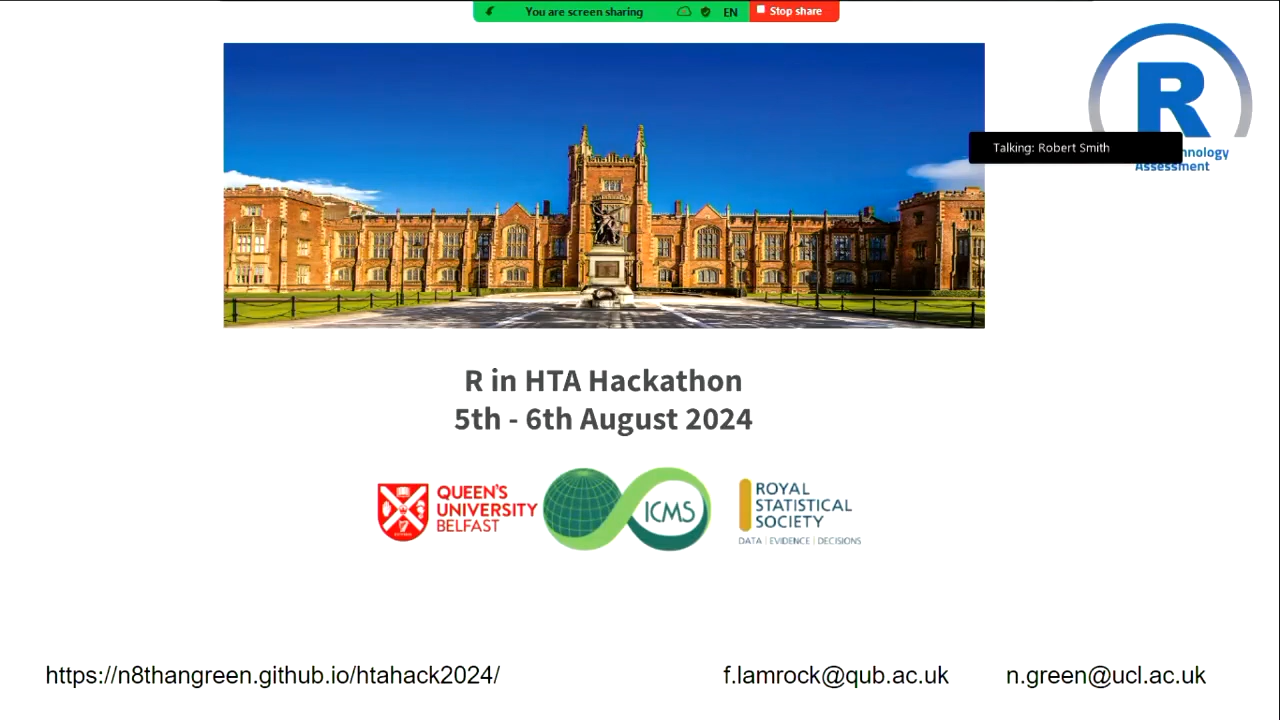 You are screen sharing EN Stop share
R
Talking: Robert Smith
nology
Assessment
R in HTA Hackathon
5th - 6th August 2024
QUEEN'S
UNIVERSITY
BELFAST
ICMS
ROYAL
STATISTICAL
SOCIETY
DATA | EVIDENCE | DECISIONS
https://n8thangreen.github.io/htahack2024/ f.lamrock@qub.ac.uk n.green@ucl.ac.uk